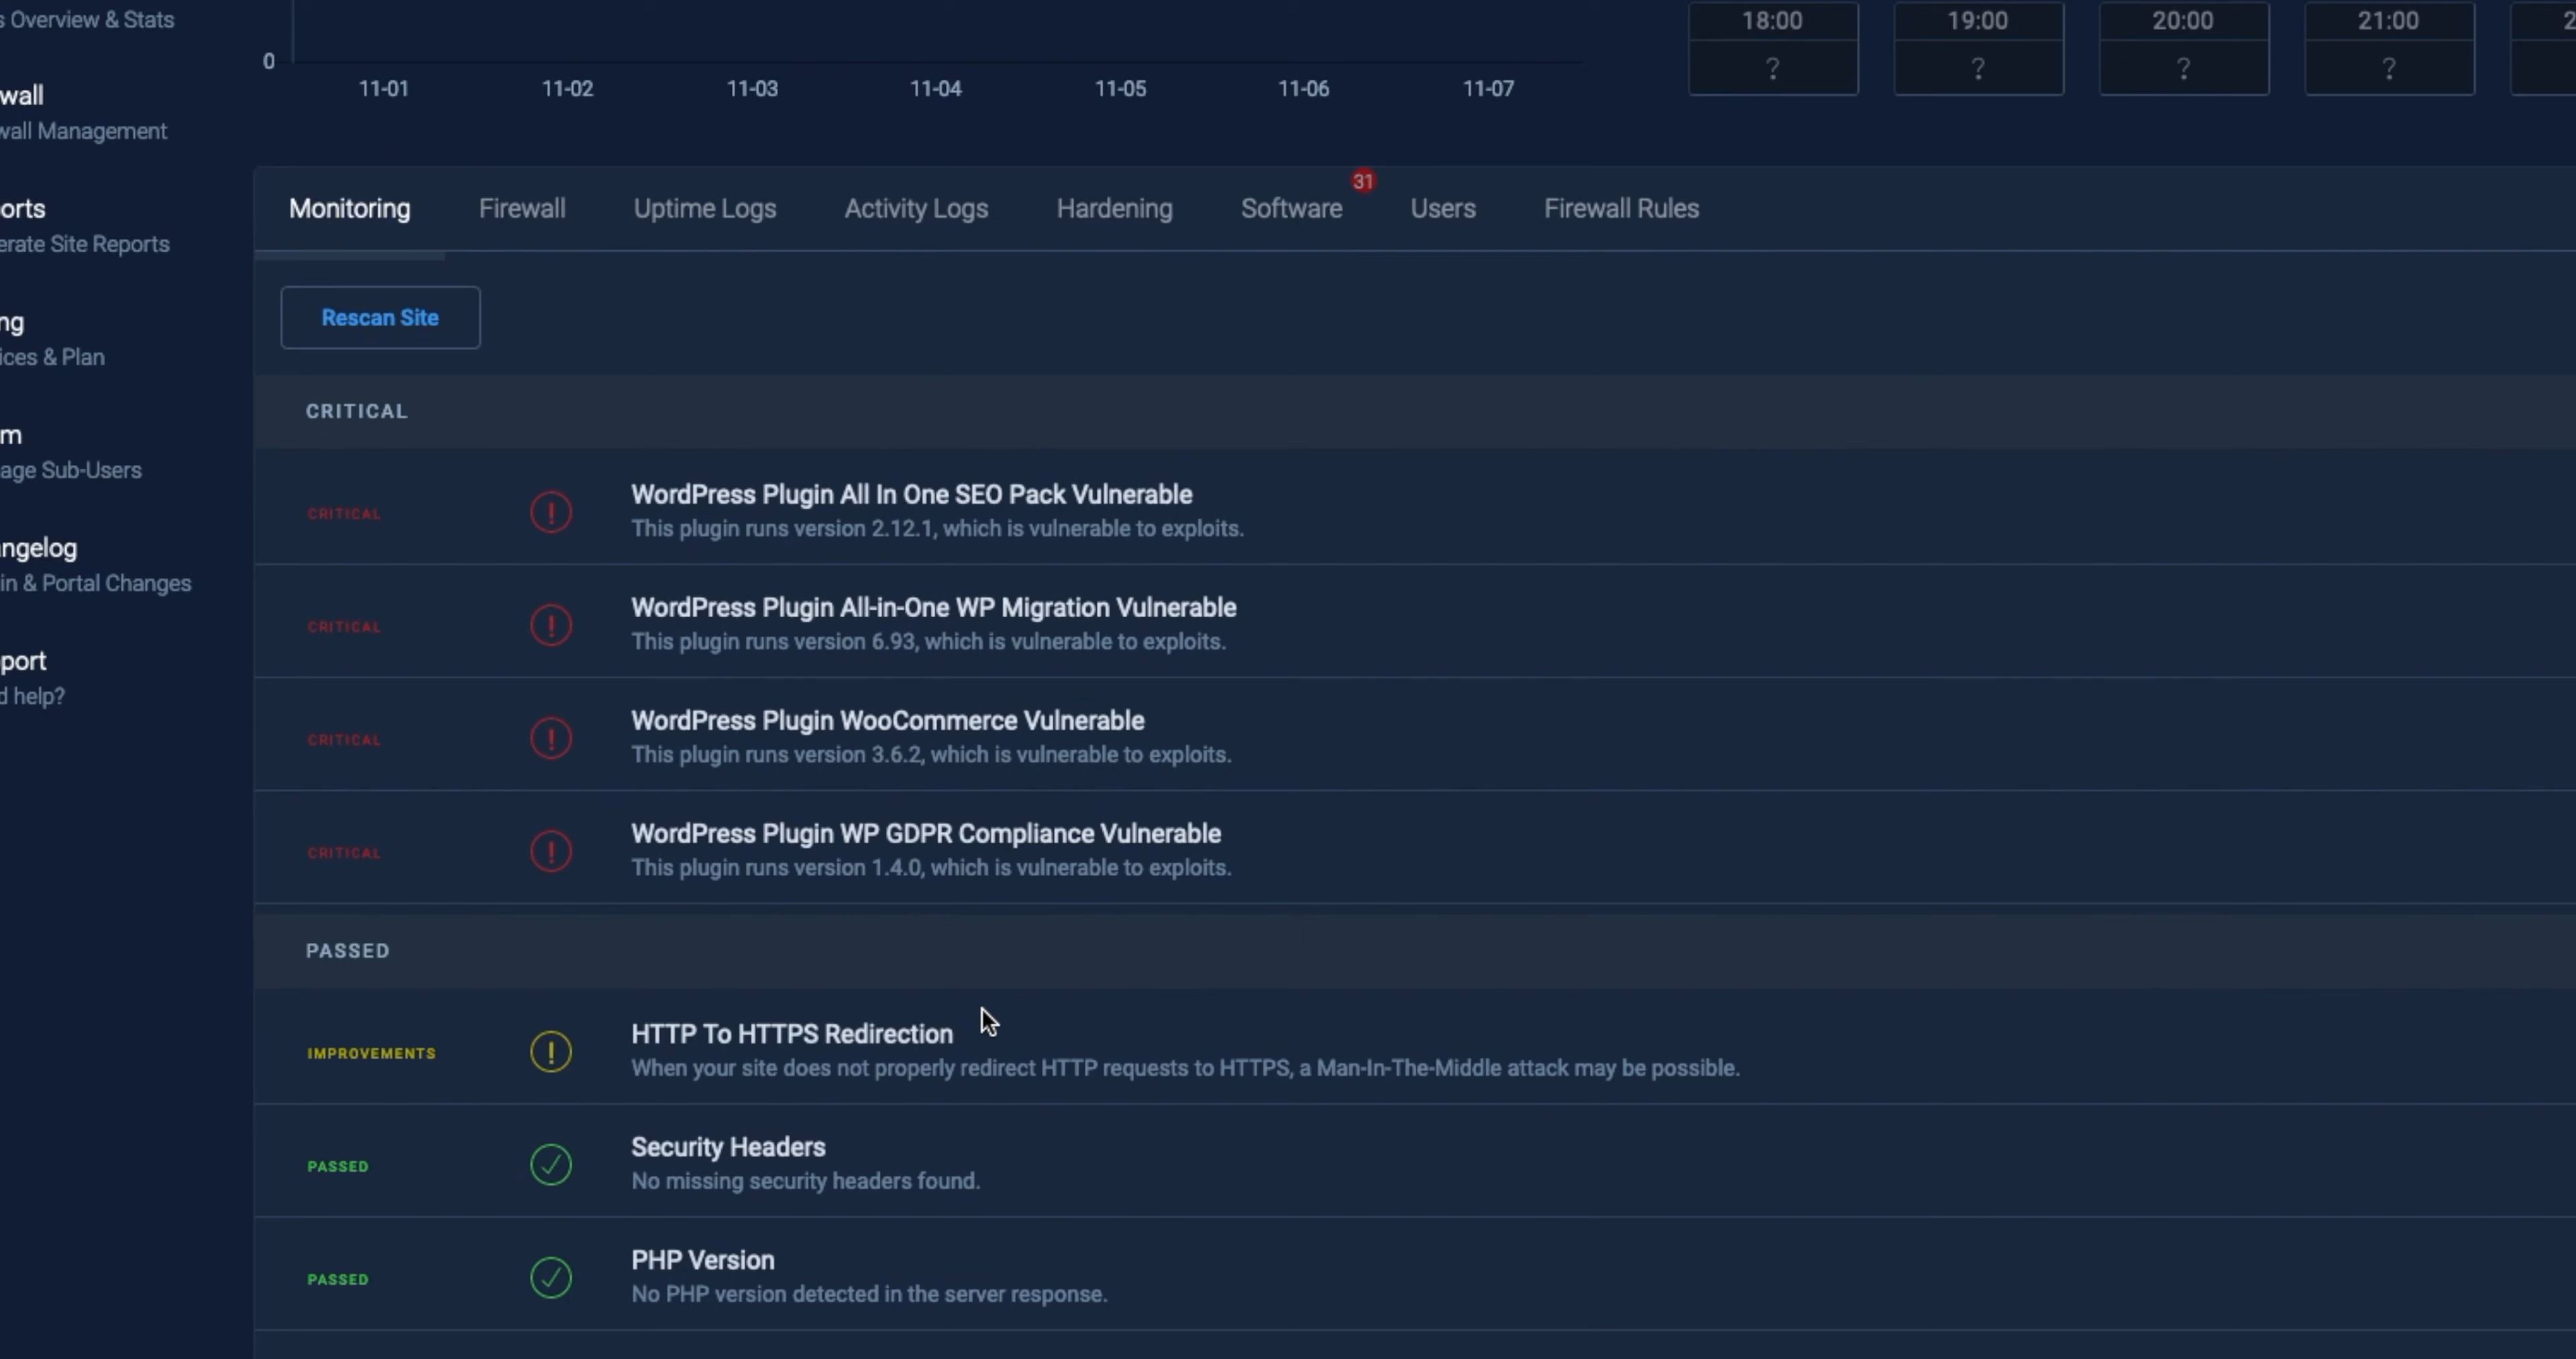 s Overview & Stats
wall
wall Management
orts
erate Site Reports
ng
ices & Plan
m
age Sub-Users
angelog
in & Portal Changes
port
d help?
0
11-01 11-02 11-03 11-04 11-05 11-06 11-07
18:00 19:00 20:00 21:00 2
? ? ? ?
Monitoring Firewall Uptime Logs Activity Logs Hardening Software 31 Users Firewall Rules
Rescan Site
CRITICAL
CRITICAL
WordPress Plugin All In One SEO Pack Vulnerable
This plugin runs version 2.12.1, which is vulnerable to exploits.
CRITICAL
WordPress Plugin All-in-One WP Migration Vulnerable
This plugin runs version 6.93, which is vulnerable to exploits.
CRITICAL
WordPress Plugin WooCommerce Vulnerable
This plugin runs version 3.6.2, which is vulnerable to exploits.
CRITICAL
WordPress Plugin WP GDPR Compliance Vulnerable
This plugin runs version 1.4.0, which is vulnerable to exploits.
PASSED
IMPROVEMENTS
HTTP To HTTPS Redirection
When your site does not properly redirect HTTP requests to HTTPS, a Man-In-The-Middle attack may be possible.
PASSED
Security Headers
No missing security headers found.
PASSED
PHP Version
No PHP version detected in the server response.